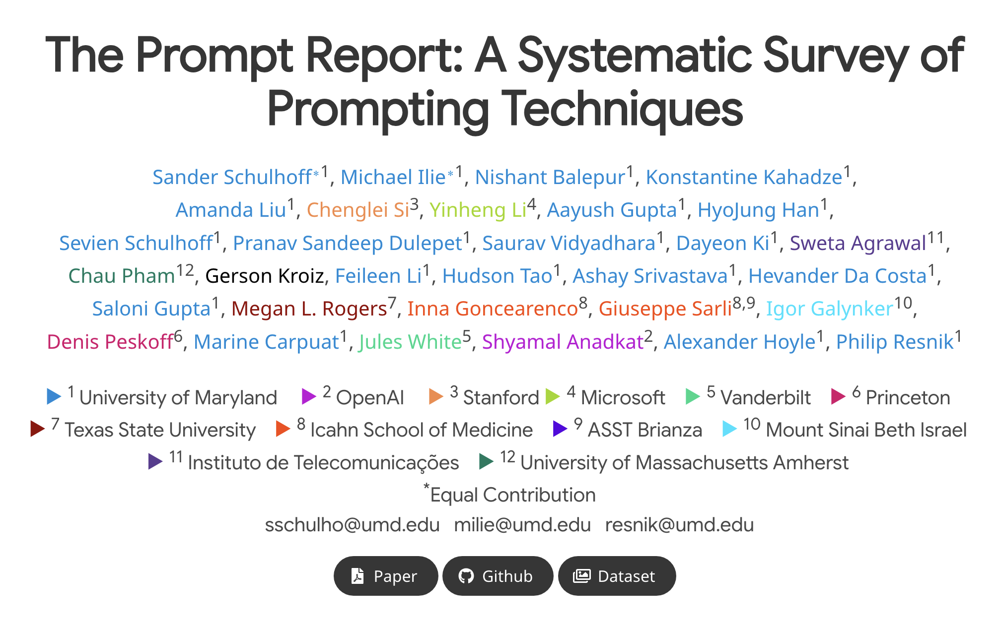 The Prompt Report: A Systematic Survey of
Prompting Techniques
Sander Schulhoff*1, Michael Ilie*1, Nishant Balepur1, Konstantine Kahadze1,
Amanda Liu1, Chenglei Si3, Yinheng Li4, Aayush Gupta1, HyoJung Han1,
Sevien Schulhoff1, Pranav Sandeep Dulepet1, Saurav Vidyadhara1, Dayeon Ki1, Sweta Agrawal11,
Chau Pham12, Gerson Kroiz, Feileen Li1, Hudson Tao1, Ashay Srivastava1, Hevander Da Costa1,
Saloni Gupta1, Megan L. Rogers7, Inna Goncearenco8, Giuseppe Sarli8,9, Igor Galynker10,
Denis Peskoff6, Marine Carpuat1, Jules White5, Shyamal Anadkat2, Alexander Hoyle1, Philip Resnik1
1 University of Maryland 2 OpenAI 3 Stanford 4 Microsoft 5 Vanderbilt 6 Princeton
7 Texas State University 8 Icahn School of Medicine 9 ASST Brianza 10 Mount Sinai Beth Israel
11 Instituto de Telecomunicações 12 University of Massachusetts Amherst
*Equal Contribution
sschulho@umd.edu milie@umd.edu resnik@umd.edu
Paper Github Dataset